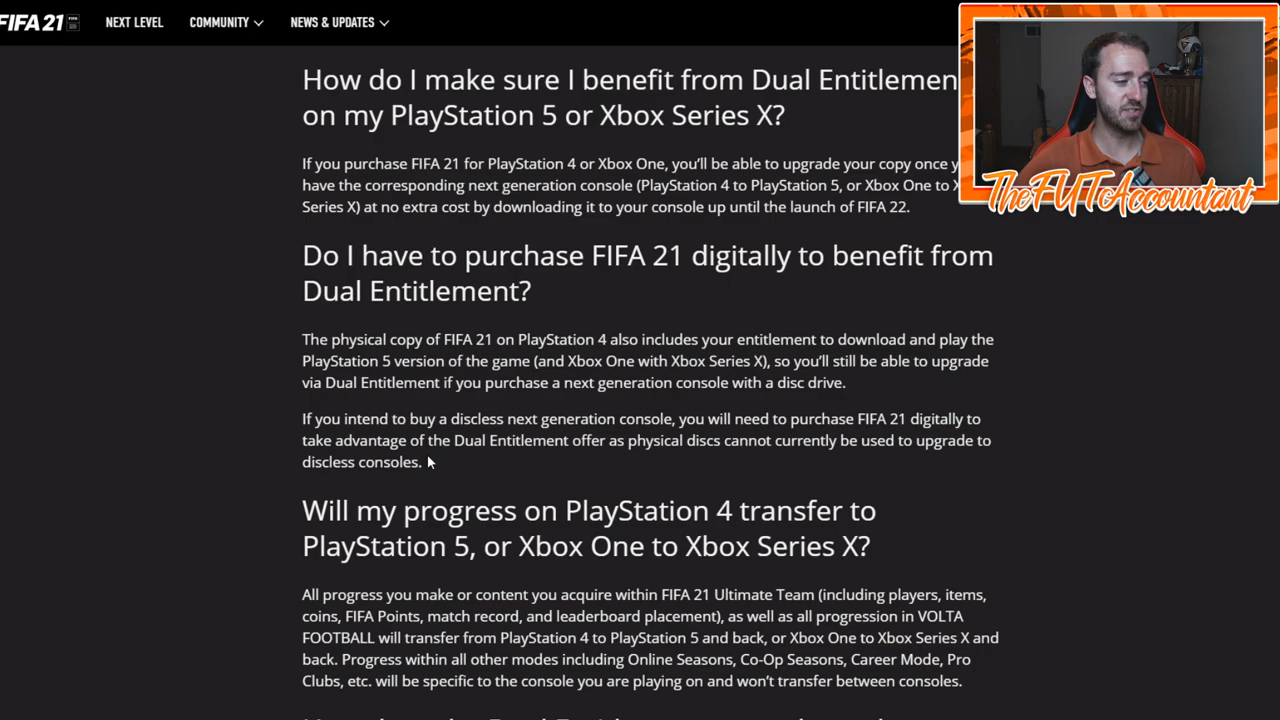 FIFA 21 NEXT LEVEL COMMUNITY NEWS & UPDATES
How do I make sure I benefit from Dual Entitlemen
on my PlayStation 5 or Xbox Series X?
If you purchase FIFA 21 for PlayStation 4 or Xbox One, you'll be able to upgrade your copy once y
have the corresponding next generation console (PlayStation 4 to PlayStation 5, or Xbox One to X
Series X) at no extra cost by downloading it to your console up until the launch of FIFA 22.
TheFUTAccountant
Do I have to purchase FIFA 21 digitally to benefit from
Dual Entitlement?
The physical copy of FIFA 21 on PlayStation 4 also includes your entitlement to download and play the
PlayStation 5 version of the game (and Xbox One with Xbox Series X), so you'll still be able to upgrade
via Dual Entitlement if you purchase a next generation console with a disc drive.
If you intend to buy a discless next generation console, you will need to purchase FIFA 21 digitally to
take advantage of the Dual Entitlement offer as physical discs cannot currently be used to upgrade to
discless consoles.
Will my progress on PlayStation 4 transfer to
PlayStation 5, or Xbox One to Xbox Series X?
All progress you make or content you acquire within FIFA 21 Ultimate Team (including players, items,
coins, FIFA Points, match record, and leaderboard placement), as well as all progression in VOLTA
FOOTBALL will transfer from PlayStation 4 to PlayStation 5 and back, or Xbox One to Xbox Series X and
back. Progress within all other modes including Online Seasons, Co-Op Seasons, Career Mode, Pro
Clubs, etc. will be specific to the console you are playing on and won't transfer between consoles.